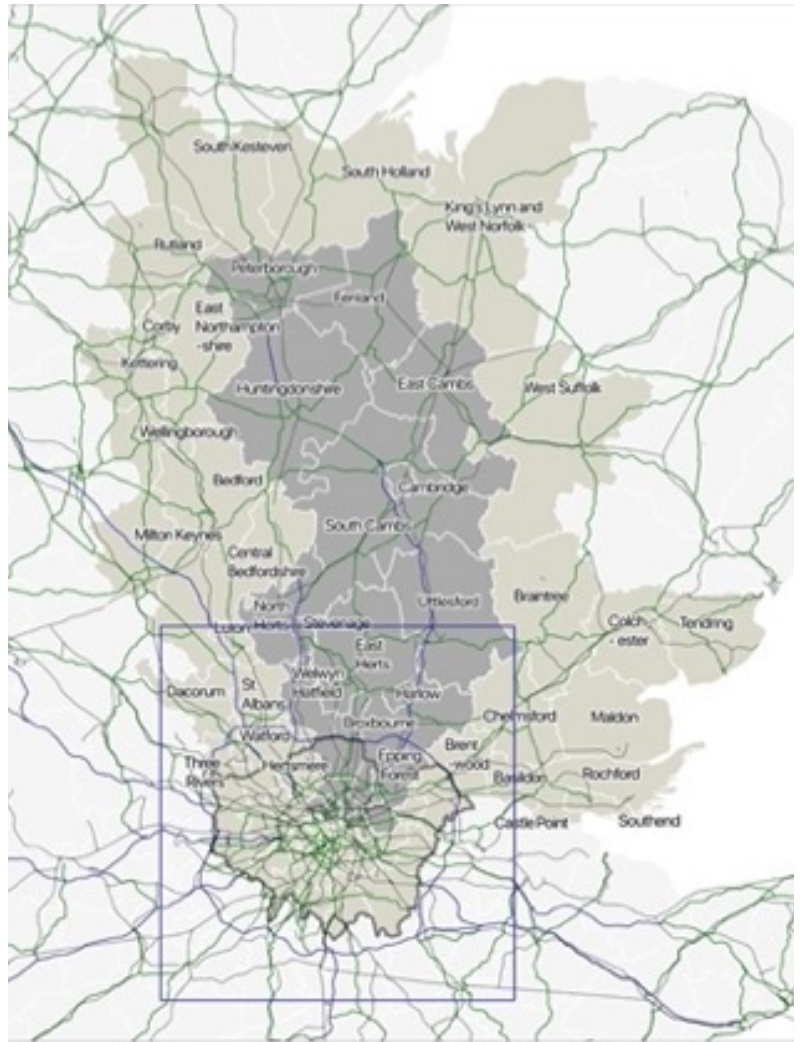 South Kesteven
South Holland
King's Lynn and
West Norfolk
Rutland
Peterborough
Fenland
East
Northampton
-shire
Corby
Kettering
Huntingdonshire
East Cambs
West Suffolk
Wellingborough
Bedford
Cambridge
South Cambs
Milton Keynes
Central
Bedfordshire
Uttlesford
Braintree
North
Herts
Stevenage
Luton
Colch
- ester
Tendring
East
Herts
Welwyn
Hatfield
Dacorum
St
Albans
Harlow
Broxbourne
Chelmsford
Maldon
Watford
Three
Rivers
Hertsmere
Epping
Forest
Brent
-wood
Basildon
Rochford
Castle Point
Southend